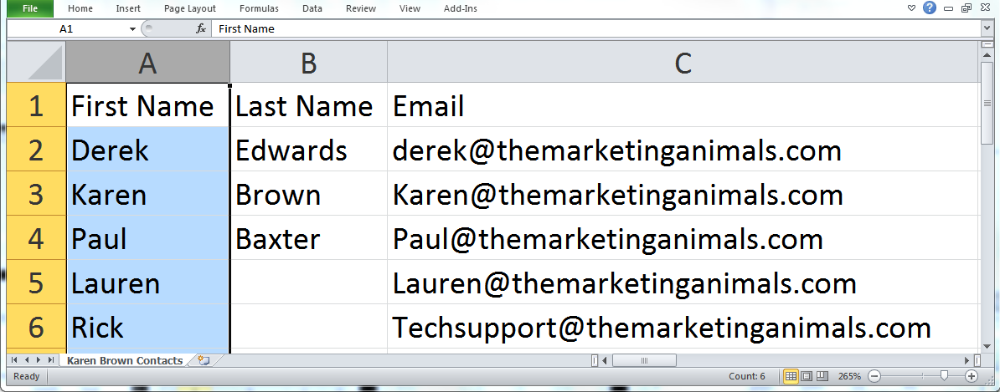 File Home Insert Page Layout Formulas Data Review View Add-Ins
A1 fx First Name
A B C
1 First Name Last Name Email
2 Derek Edwards derek@themarketinganimals.com
3 Karen Brown Karen@themarketinganimals.com
4 Paul Baxter Paul@themarketinganimals.com
5 Lauren Lauren@themarketinganimals.com
6 Rick Techsupport@themarketinganimals.com
Karen Brown Contacts
Ready Count: 6 265%